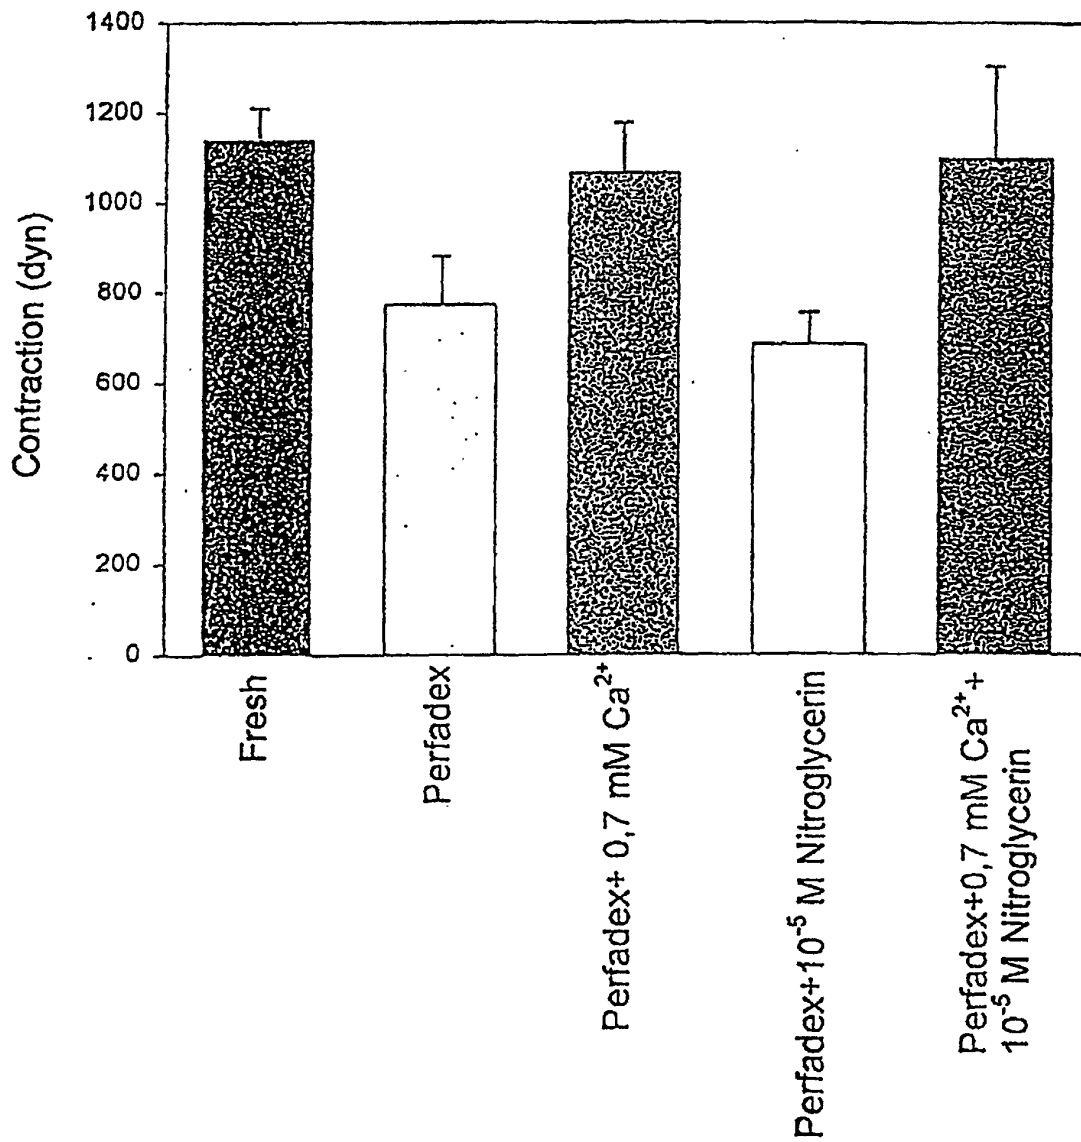 1400
1200
1000
800
600
400
200
0
Contraction (dyn)
Fresh
Perfadex
Perfadex+ 0,7 mM Ca²⁺
Perfadex+10⁻⁵ M Nitroglycerin
Perfadex+0,7 mM Ca²⁺+
10⁻⁵ M Nitroglycerin